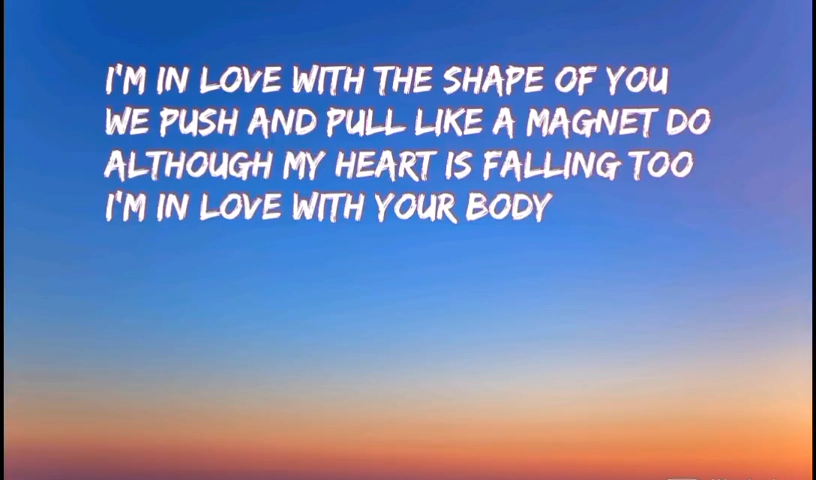 I'M IN LOVE WITH THE SHAPE OF YOU
WE PUSH AND PULL LIKE A MAGNET DO
ALTHOUGH MY HEART IS FALLING TOO
I'M IN LOVE WITH YOUR BODY